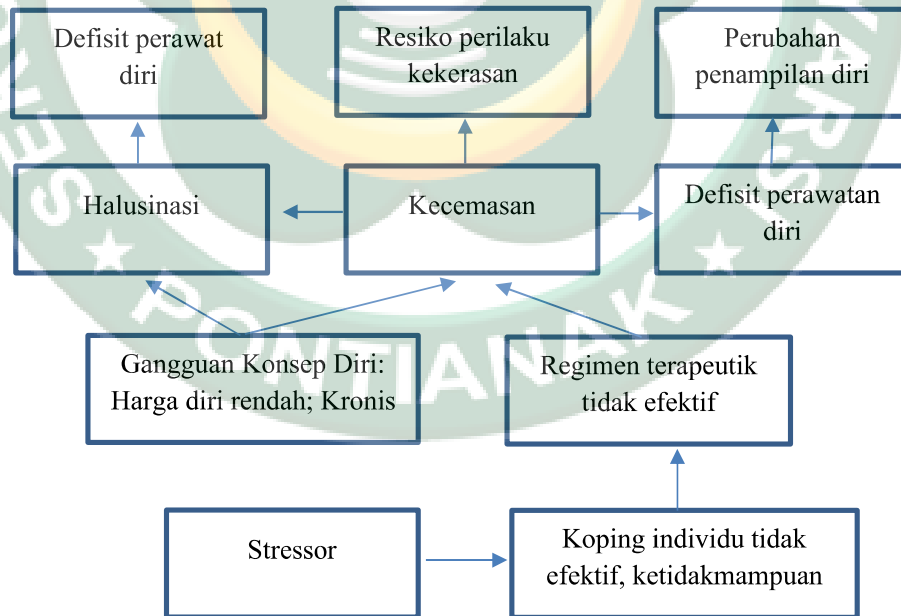 Defisit perawat
diri
Resiko perilaku
kekerasan
Perubahan
penampilan diri
Halusinasi
Kecemasan
Defisit perawatan
diri
Gangguan Konsep Diri:
Harga diri rendah; Kronis
Regimen terapeutik
tidak efektif
Stressor
Koping individu tidak
efektif, ketidakmampuan
PONTIANAK